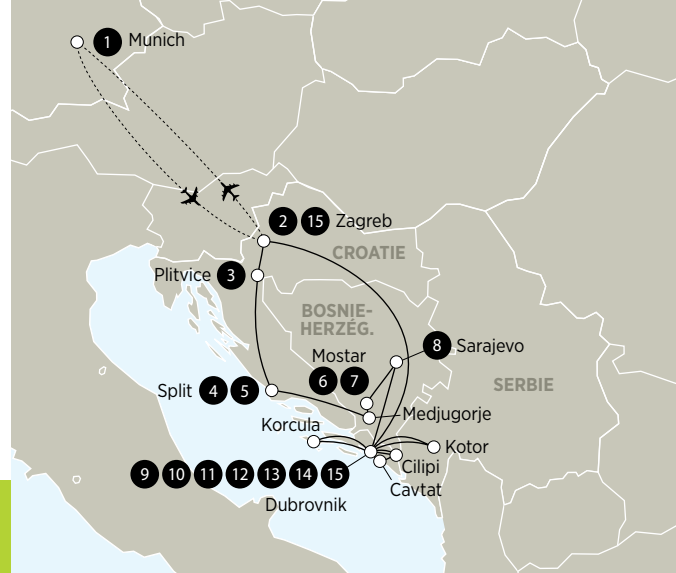 1 Munich
2 15 Zagreb
CROATIE
Plitvice 3
BOSNIE-
HERZÉG.
8 Sarajevo
Mostar
6 7
SERBIE
Split 4 5
Medjugorje
Korcula
Kotor
Cilipi
9 10 11 12 13 14 15
Cavtat
Dubrovnik